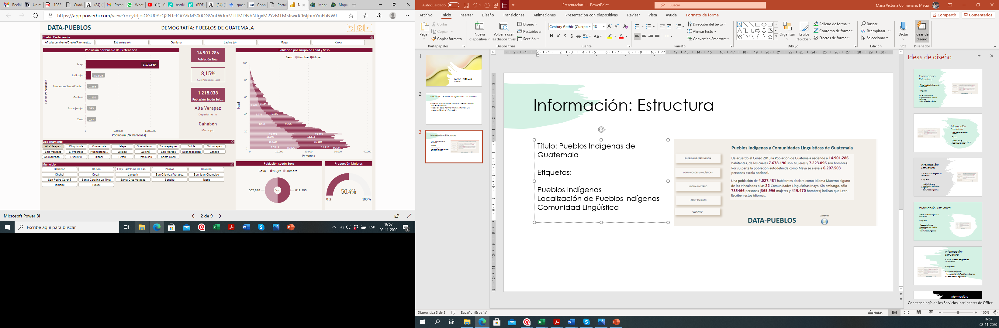 Recib
Un m
1983
Cuad
(24) (
Prese
What
Astric
(PDF)
(24) (
que s
Conc
Porta
Mapa
Mapa
https://app.powerbi.com/view?r=
DATA-PUEBLOS
DEMOGRAFÍA: PUEBLOS DE GUATEMALA
Pueblo Pertenencia
Afrodescendiente/Creole/Afromestizo
Extranjera (o)
Garífuna
Ladina (o)
Maya
Xinka
Población por Pueblo de Pertenencia
Pueblo Pertenencia
Maya
1.129.369
Ladina (o)
82.505
Afrodescendiente/Creole...
1.288
Garífuna
1.136
Extranjera (o)
593
Xinka
147
0
500.000
1.000.000
Población (Nº Personas)
14.901.286
Población Total
8,15%
%De Población Total
1.215.038
Población Según Sele...
Alta Verapaz
Departamento
Cahabón
Municipio
Población por Grupo de Edad y Sexo
Sexo: Hombre Mujer
Edad
100
80
60
40
20
0
3.063
3.134
6.275
5.905
8.501
9.275
15.775
15.519
13.997
13.818
15.620
15.169
17.083
17.132
0
10.000
20.000
30.000
40.000
Personas
Departamento
Alta Verapaz
Chiquimula
Guatemala
Jalapa
Quetzaltena...
Sacatepéquez
Sololá
Totonicapán
Baja Verapaz
El Progreso
Huehuetena...
Jutiapa
Quiché
San Marcos
Suchitepéquez
Zacapa
Chimaltenan...
Escuintla
Izabal
Petén
Retalhuleu
Santa Rosa
Municipio
Cahabón
Chisec
Fray Bartolomé de Las ...
Panzós
Raxruhá
Chahal
Cobán
Lanquín
San Cristóbal Verapaz
San Juan Chamelco
San Pedro Carchá
Santa Catalina La Tinta
Santa Cruz Verapaz
Senahú
Tactic
Tamahú
Tucurú
Población según Sexo
Sexo Mujer Hombre
602,878
Sexo
612,160
Proporción Mujeres
50,4%
0 %
100 %
Microsoft Power BI
2 de 9
Escribe aquí para buscar
ESP
16:57
02-11-2020
2
Autoguardado
Presentación1 - PowerPoint
Buscar
Maria Victoria Colmenares Macia
Archivo
Inicio
Insertar
Diseño
Transiciones
Animaciones
Presentación con diapositivas
Revisar
Vista
Ayuda
Formato de forma
Compartir
Comentarios
Pegar
Cortar
Copiar
Copiar formato
Portapapeles
Nueva
diapositiva
Volver a usar
las diapositivas
Diseño
Restablecer
Sección
Diapositivas
Century Gothic (Cuerpo
18
N K S S ab AV Aa A
Fuente
Dirección del texto
Alinear texto
Convertir a SmartArt
Párrafo
Organizar
Estilos
rápidos
Relleno de forma
Contorno de forma
Efectos de forma
Dibujo
Buscar
Reemplazar
Seleccionar
Edición
Dictar
Voz
Ideas de
diseño
Diseñador
1
DATA PUEBLOS
2
Producto 1: Pueblos Indígenas de Guatemala
3
Información: Estructura
Información: Estructura
Título: Pueblos Indígenas de
Guatemala
Etiquetas:
Pueblos Indígenas
Localización de Pueblos Indígenas
Comunidad Lingüística
Pueblos Indígenas y Comunidades Linguísticas de Guatemala
PUEBLOS DE PERTENENCIA
COMUNIDADES LINGUÍSTICAS
IDIOMA MATERNO
LEEN Y ESCRIBEN
GLOSARIO
De acuerdo al Censo 2018 la Población de Guatemala asciende a 14.901.286
habitantes, de los cuales 7.678.190 son Mujeres y 7.223.096 son hombres.
Por su parte la población autodefinida como Maya se eleva a 6.207.503
personas escala nacional.
Una población de 4.027.481 habitantes declara como Idioma Materno alguno
de los vinculados a las 22 Comunidades Linguísticas Maya. Sin embargo, sólo
785466 personas (365.996 mujeres y 419.470 hombres) indican que Leen-
Escriben estos idiomas.
DATA-PUEBLOS
Guatemala
Ideas de diseño
Información:
Estructura
Información:
Estructura
Información:
Estructura
Información: Estructura
Información:
Estructura
Información:
Con tecnología de los Servicios inteligentes de Office
Diapositiva 3 de 3
Español (España)
Notas
100%
16:57
02-11-2020